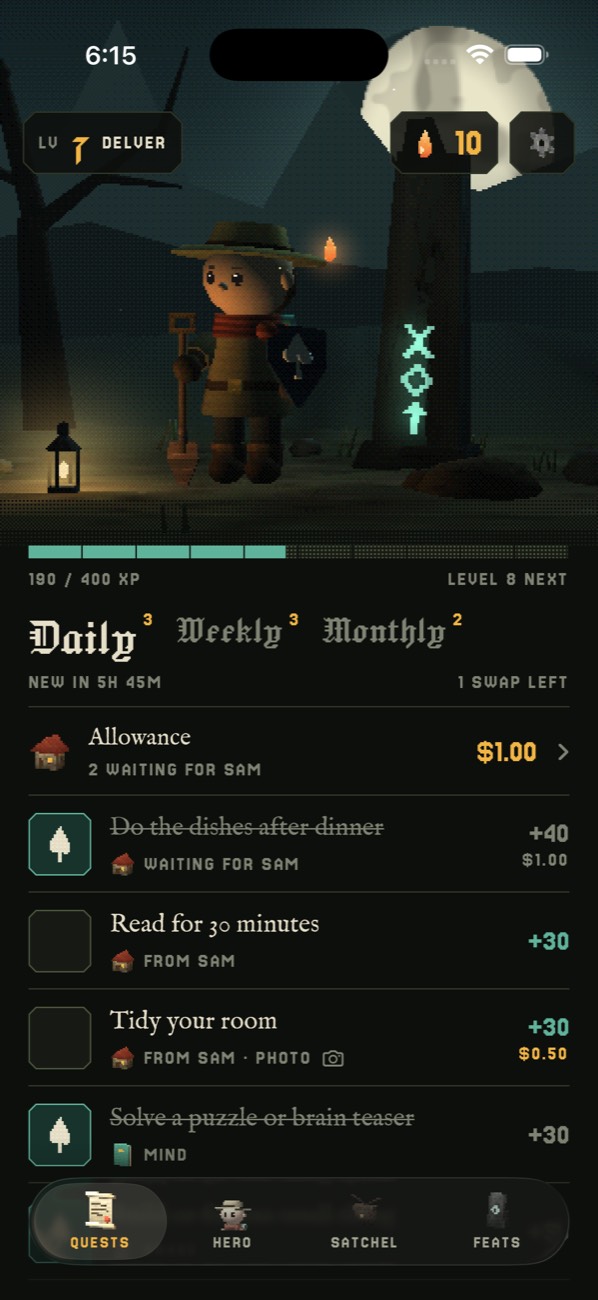 6:15
LV 7 DELVER
10
190 / 400 XP
LEVEL 8 NEXT
Daily 3
Weekly 3
Monthly 2
NEW IN 5H 45M
1 SWAP LEFT
Allowance
2 WAITING FOR SAM
$1.00
Do the dishes after dinner
WAITING FOR SAM
+40
$1.00
Read for 30 minutes
FROM SAM
+30
Tidy your room
FROM SAM · PHOTO
+30
$0.50
Solve a puzzle or brain teaser
MIND
+30
QUESTS
HERO
SATCHEL
FEATS